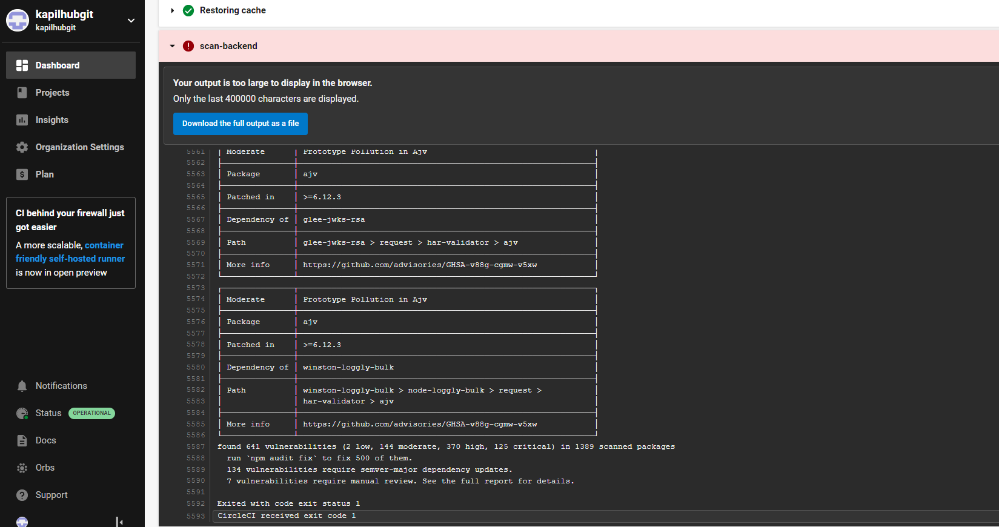 kapilhubgit
kapilhubgit
Dashboard
Projects
Insights
Organization Settings
Plan
CI behind your firewall just
got easier
A more scalable, container
friendly self-hosted runner
is now in open preview
Notifications
Status OPERATIONAL
Docs
Orbs
Support
Restoring cache
scan-backend
Your output is too large to display in the browser.
Only the last 400000 characters are displayed.
Download the full output as a file
5561 Moderate Prototype Pollution in Ajv
5562
5563 Package ajv
5564
5565 Patched in >=6.12.3
5566
5567 Dependency of glee-jwks-rsa
5568
5569 Path glee-jwks-rsa > request > har-validator > ajv
5570
5571 More info https://github.com/advisories/GHSA-v88g-cgmw-v5xw
5572
5573
5574 Moderate Prototype Pollution in Ajv
5575
5576 Package ajv
5577
5578 Patched in >=6.12.3
5579
5580 Dependency of winston-loggly-bulk
5581
5582 Path winston-loggly-bulk > node-loggly-bulk > request >
5583 har-validator > ajv
5584
5585 More info https://github.com/advisories/GHSA-v88g-cgmw-v5xw
5586
5587 found 641 vulnerabilities (2 low, 144 moderate, 370 high, 125 critical) in 1389 scanned packages
5588 run `npm audit fix` to fix 500 of them.
5589 134 vulnerabilities require semver-major dependency updates.
5590 7 vulnerabilities require manual review. See the full report for details.
5591
5592 Exited with code exit status 1
5593 CircleCI received exit code 1